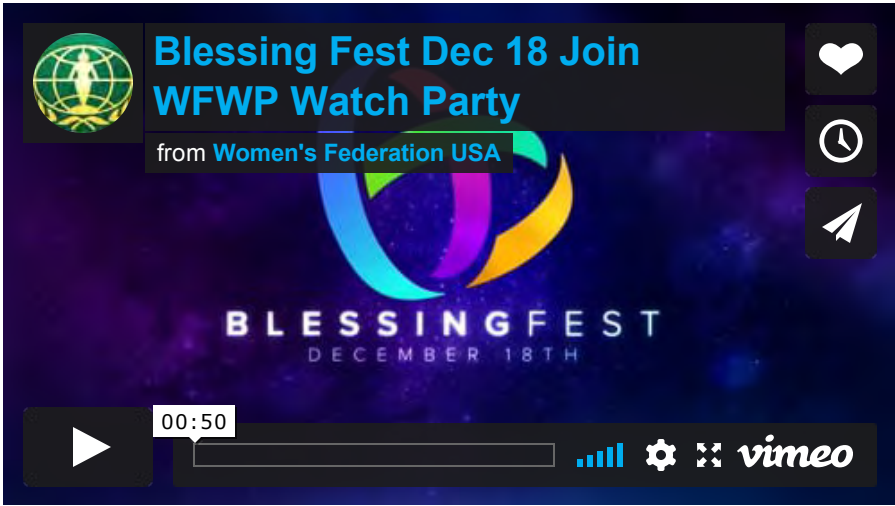 Blessing Fest Dec 18 Join
WFWP Watch Party
from Women's Federation USA
BLESSINGFEST
DECEMBER 18TH
00:50
vimeo